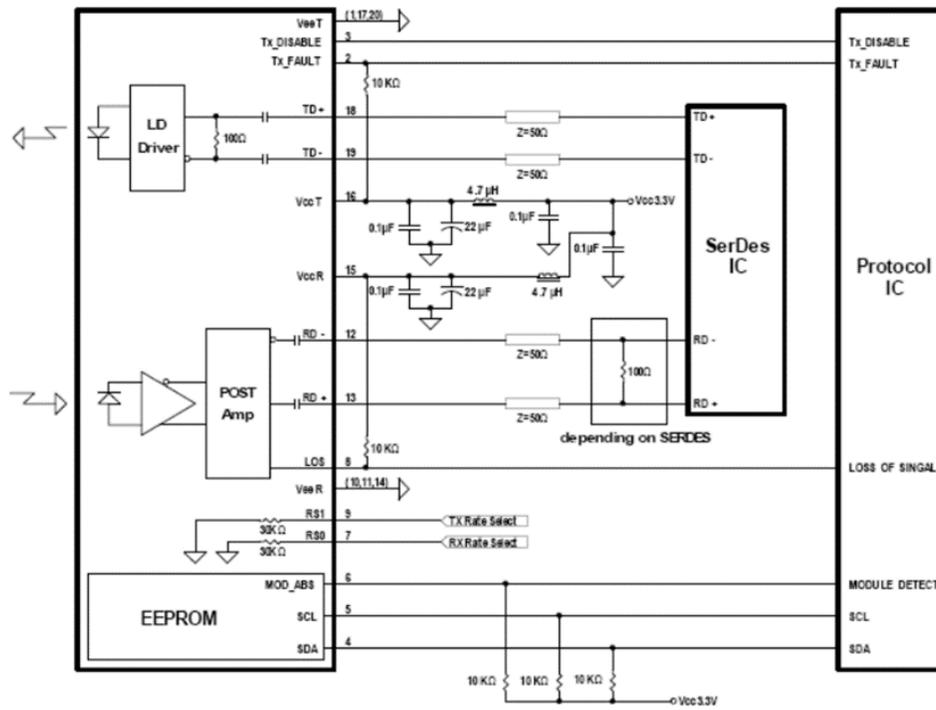 VeeT (1,17,20)
Tx_DISABLE 3 Tx_DISABLE
Tx_FAULT 2 Tx_FAULT
10 KΩ
LD
Driver
100Ω
TD+ 18 Z=50Ω TD+
TD- 19 Z=50Ω TD-
VccT 16 4.7 µH Vcc3.3V
0.1µF 22 µF 0.1µF 0.1µF
SerDes
IC
Protocol
IC
VccR 15
0.1µF 22 µF 4.7 µH
RD - 12 Z=50Ω RD -
POST
Amp
100Ω
RD + 13 Z=50Ω RD +
depending on SERDES
10 KΩ
LOS 8 LOSS OF SINGAL
VeeR (10,11,14)
RS1 9 TX Rate Select
30KΩ
RS0 7 RX Rate Select
30KΩ
MOD_ABS 6 MODULE DETECT
EEPROM
SCL 5 SCL
SDA 4 SDA
10 KΩ 10 KΩ 10 KΩ
Vcc3.3V